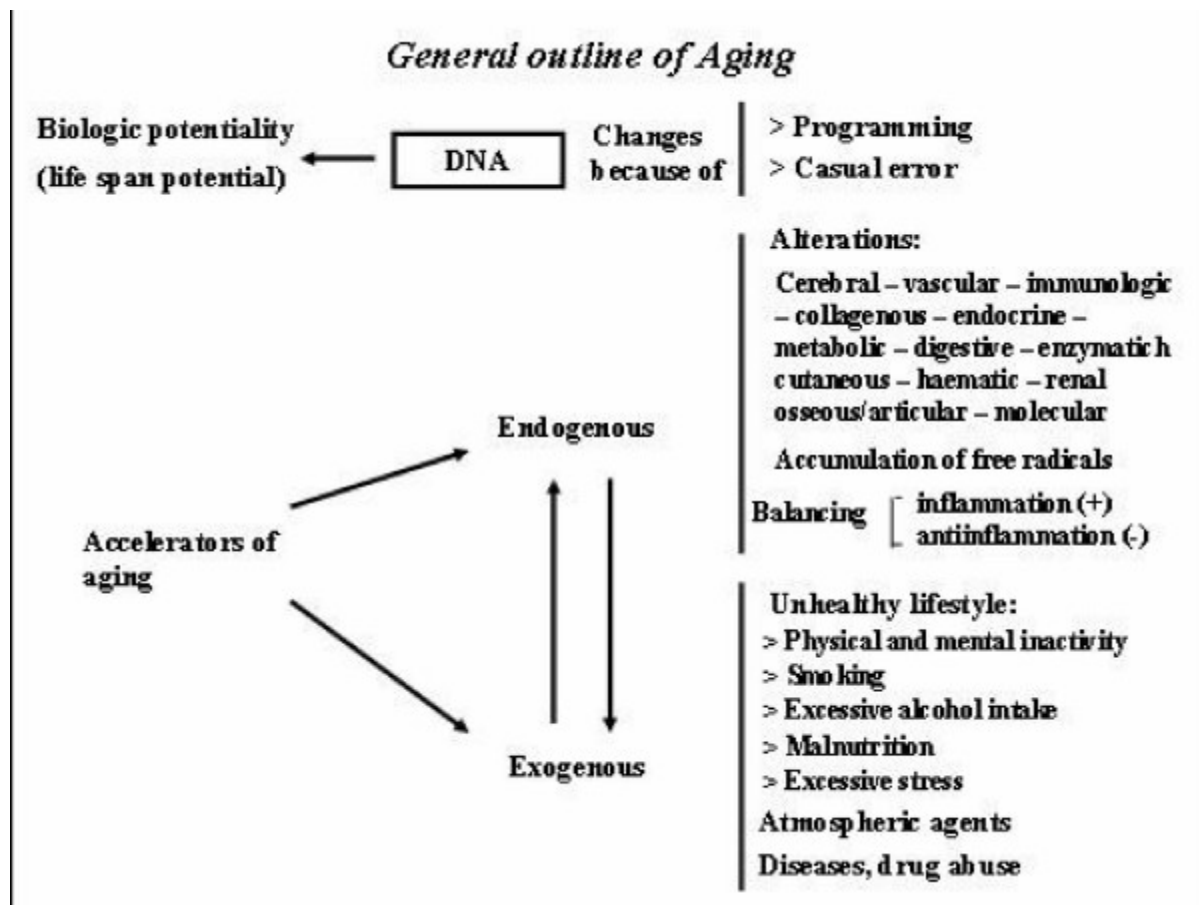 General outline of Aging
Biologic potentiality
(life span potential)
DNA
Changes
because of
> Programming
> Casual error
Alterations:
Cerebral – vascular – immunologic
– collagenous – endocrine –
metabolic – digestive – enzymatich
cutaneous – haematic – renal
osseous/articular – molecular
Accumulation of free radicals
Balancing
inflammation (+)
antiinflammation (-)
Endogenous
Accelerators of
aging
Exogenous
Unhealthy lifestyle:
> Physical and mental inactivity
> Smoking
> Excessive alcohol intake
> Malnutrition
> Excessive stress
Atmospheric agents
Diseases, drug abuse